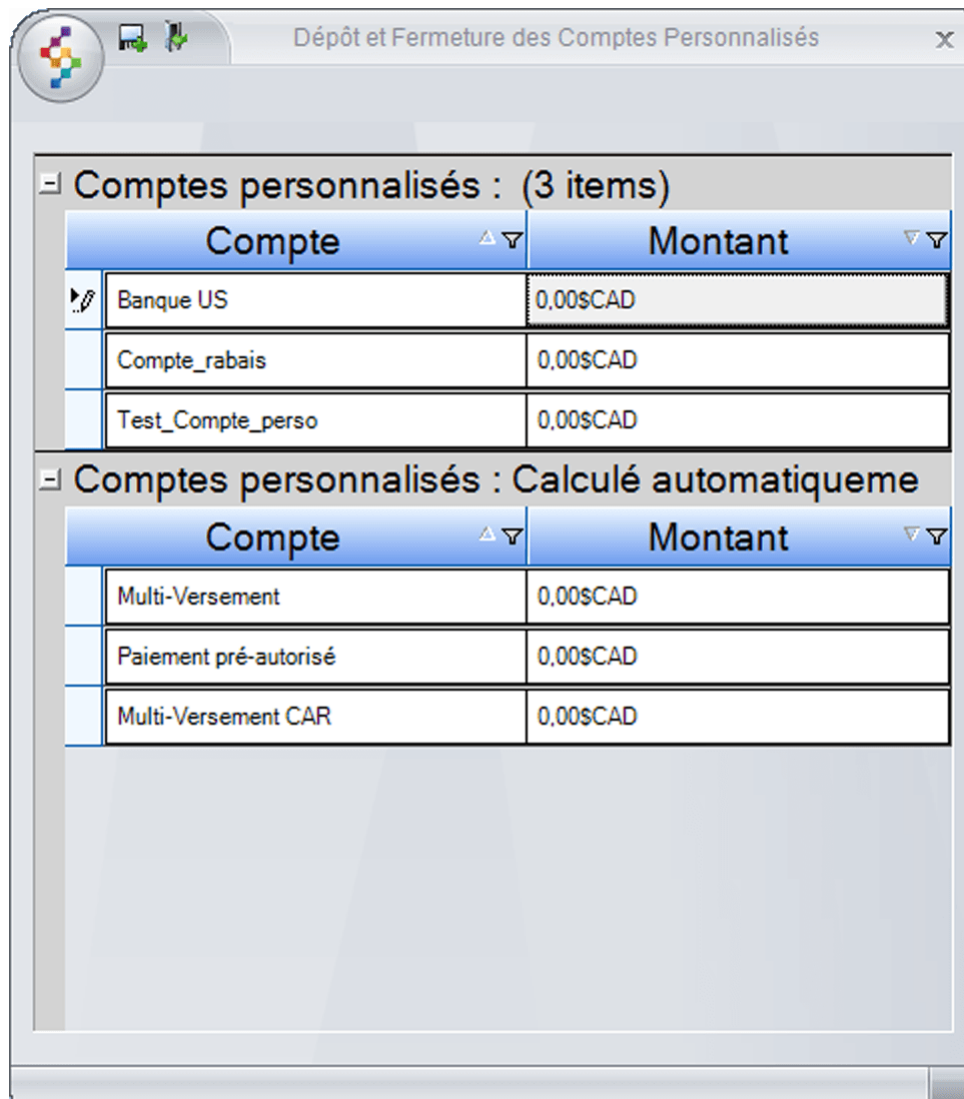 Dépôt et Fermeture des Comptes Personnalisés
Comptes personnalisés : (3 items)
Compte Montant
Banque US 0,00$CAD
Compte_rabais 0,00$CAD
Test_Compte_perso 0,00$CAD
Comptes personnalisés : Calculé automatiqueme
Compte Montant
Multi-Versement 0,00$CAD
Paiement pré-autorisé 0,00$CAD
Multi-Versement CAR 0,00$CAD